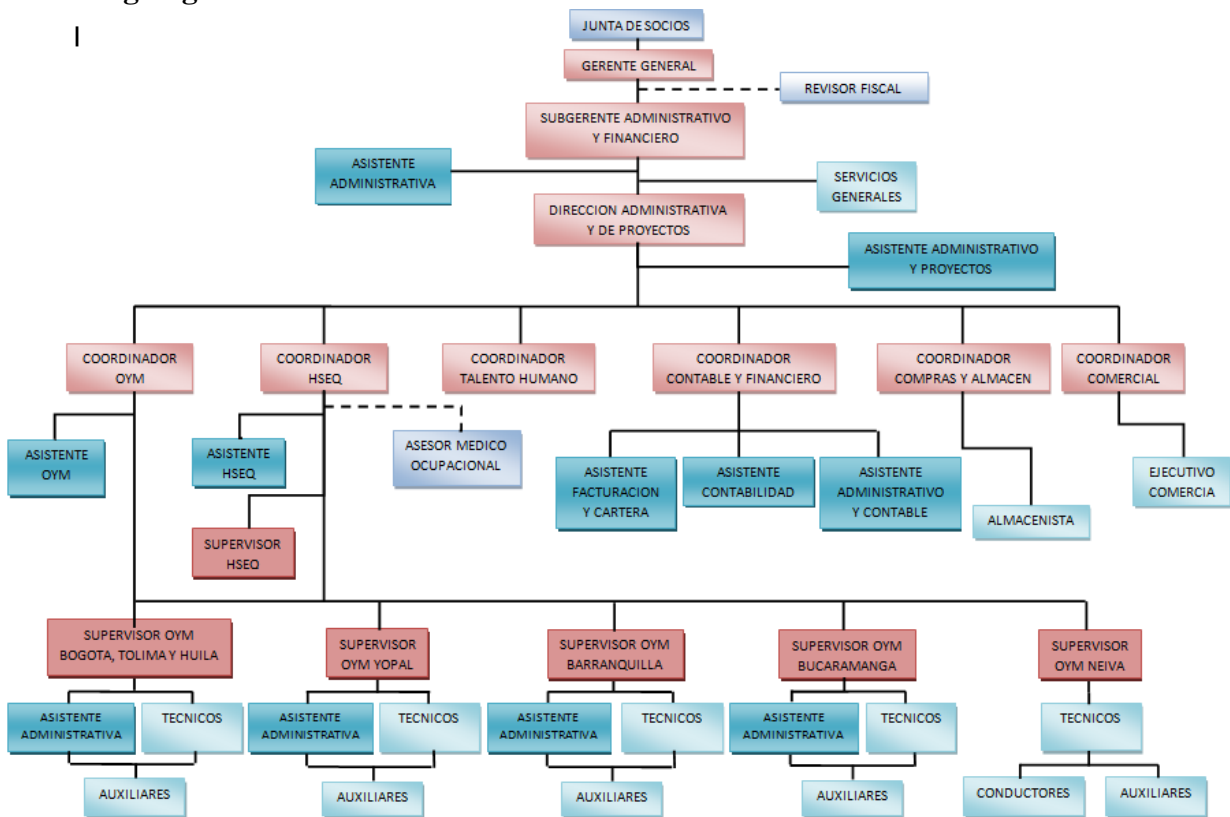 JUNTA DE SOCIOS
GERENTE GENERAL
REVISOR FISCAL
SUBGERENTE ADMINISTRATIVO
Y FINANCIERO
ASISTENTE
ADMINISTRATIVA
SERVICIOS
GENERALES
DIRECCION ADMINISTRATIVA
Y DE PROYECTOS
ASISTENTE ADMINISTRATIVO
Y PROYECTOS
COORDINADOR
OYM
COORDINADOR
HSEQ
COORDINADOR
TALENTO HUMANO
COORDINADOR
CONTABLE Y FINANCIERO
COORDINADOR
COMPRAS Y ALMACEN
COORDINADOR
COMERCIAL
ASISTENTE
OYM
ASISTENTE
HSEQ
ASESOR MEDICO
OCUPACIONAL
ASISTENTE
FACTURACION
Y CARTERA
ASISTENTE
CONTABILIDAD
ASISTENTE
ADMINISTRATIVO
Y CONTABLE
ALMACENISTA
EJECUTIVO
COMERCIA
SUPERVISOR
HSEQ
SUPERVISOR OYM
BOGOTA, TOLIMA Y HUILA
SUPERVISOR
OYM YOPAL
SUPERVISOR OYM
BARRANQUILLA
SUPERVISOR OYM
BUCARAMANGA
SUPERVISOR
OYM NEIVA
ASISTENTE
ADMINISTRATIVA
TECNICOS
ASISTENTE
ADMINISTRATIVA
TECNICOS
ASISTENTE
ADMINISTRATIVA
TECNICOS
ASISTENTE
ADMINISTRATIVA
TECNICOS
TECNICOS
AUXILIARES
AUXILIARES
AUXILIARES
AUXILIARES
CONDUCTORES
AUXILIARES